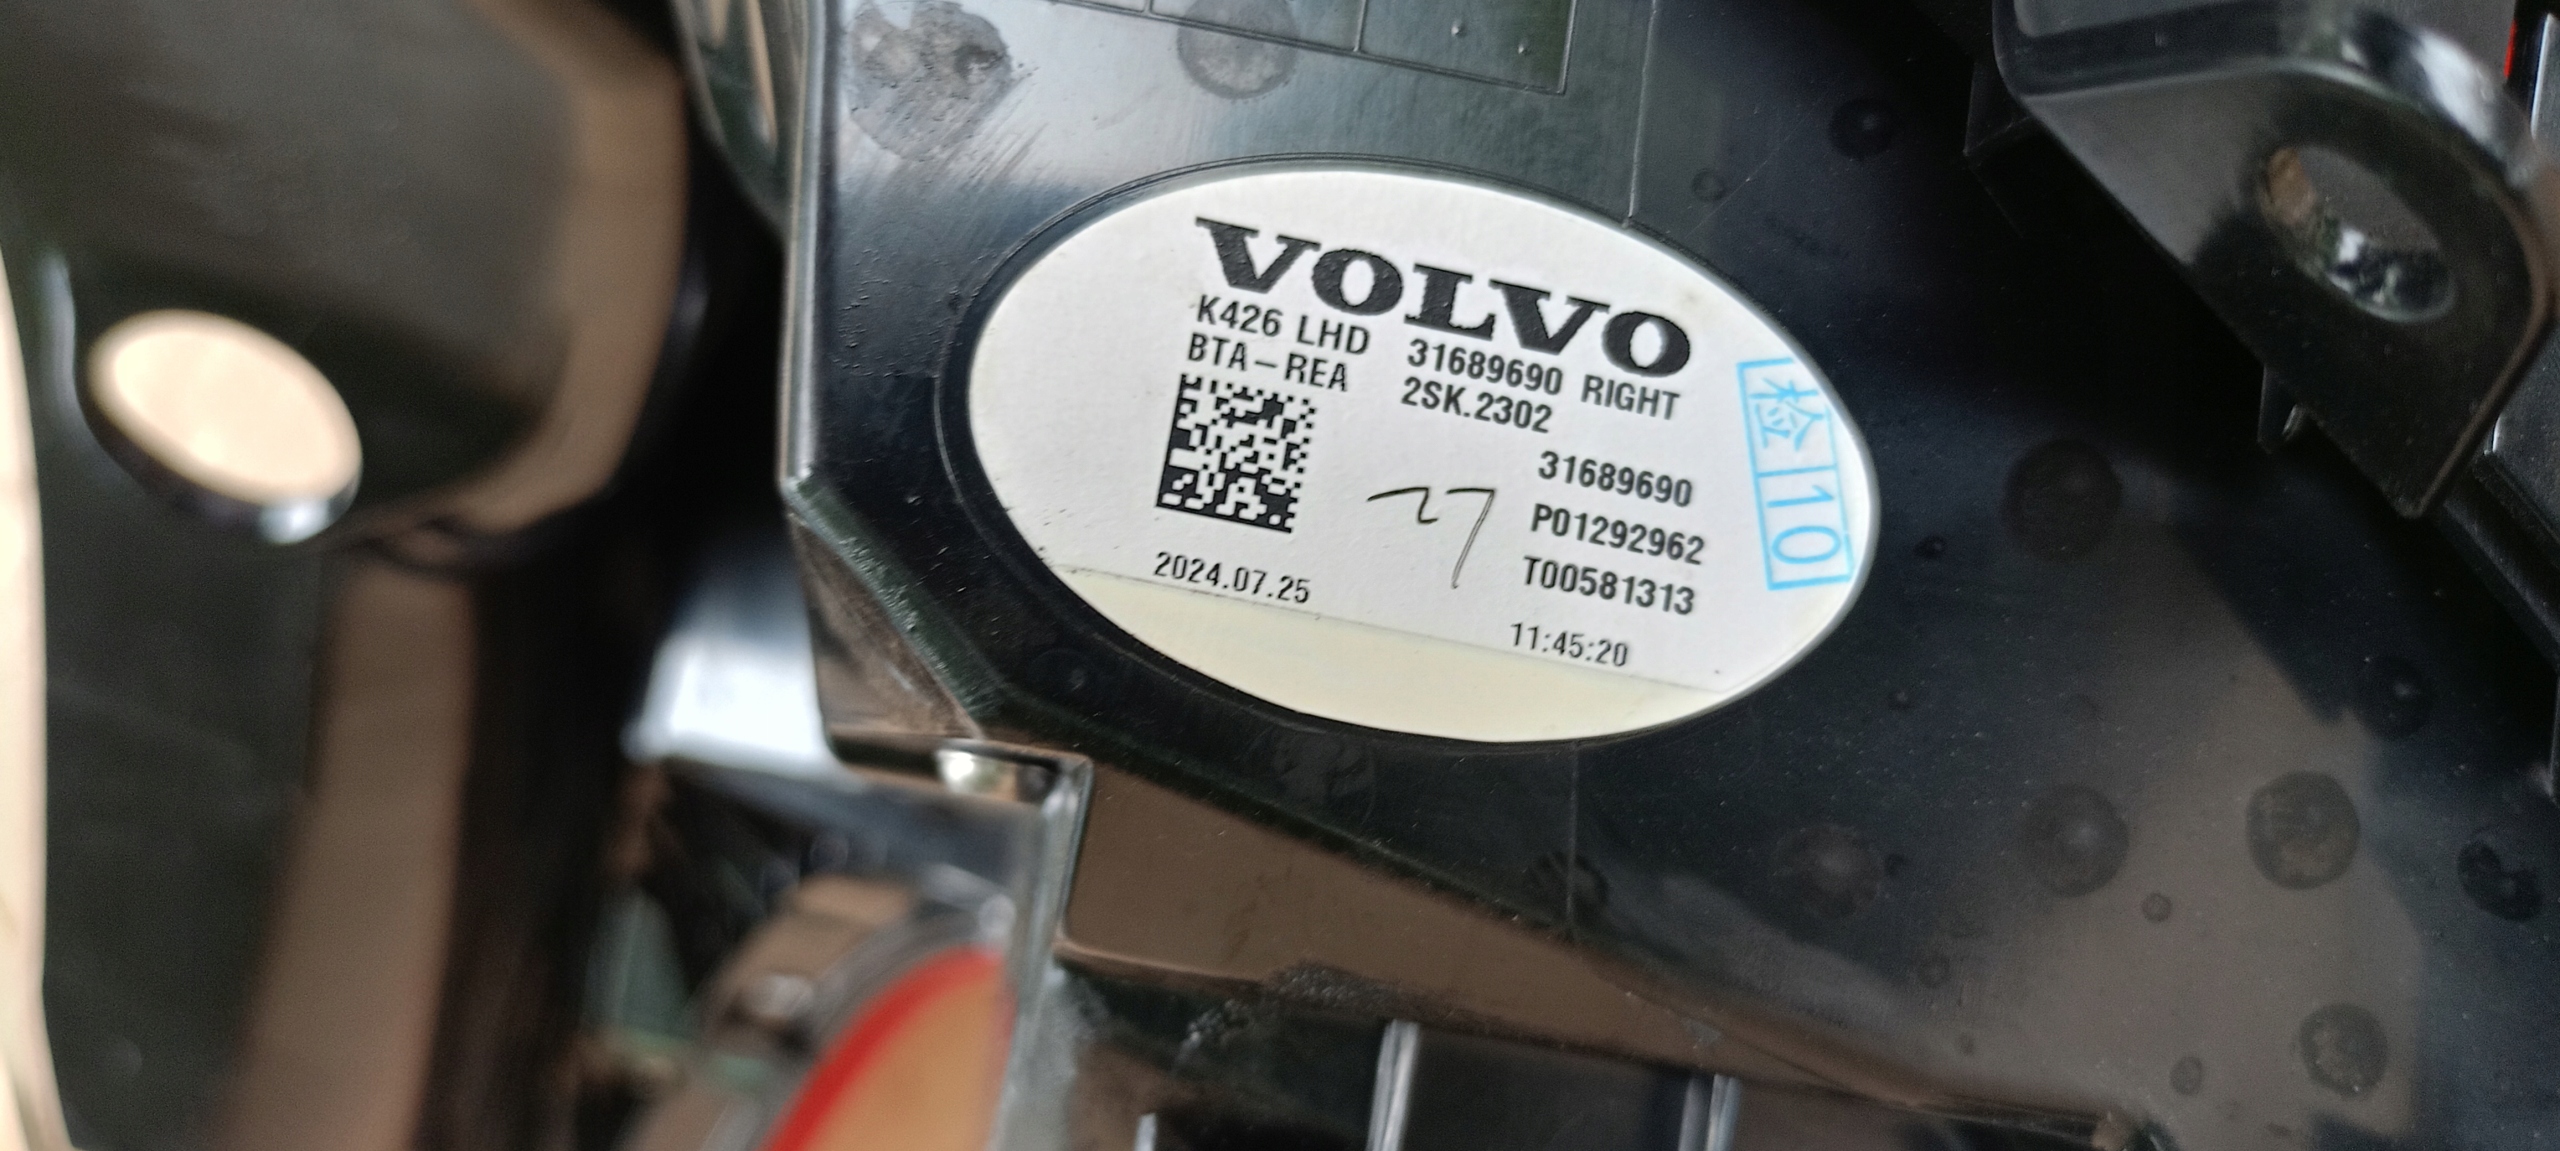 VOLVO
K426 LHD
31689690 RIGHT
BTA-REA
2SK.2302
31689690
P01292962
T00581313
2024.07.25
11:45:20
检10